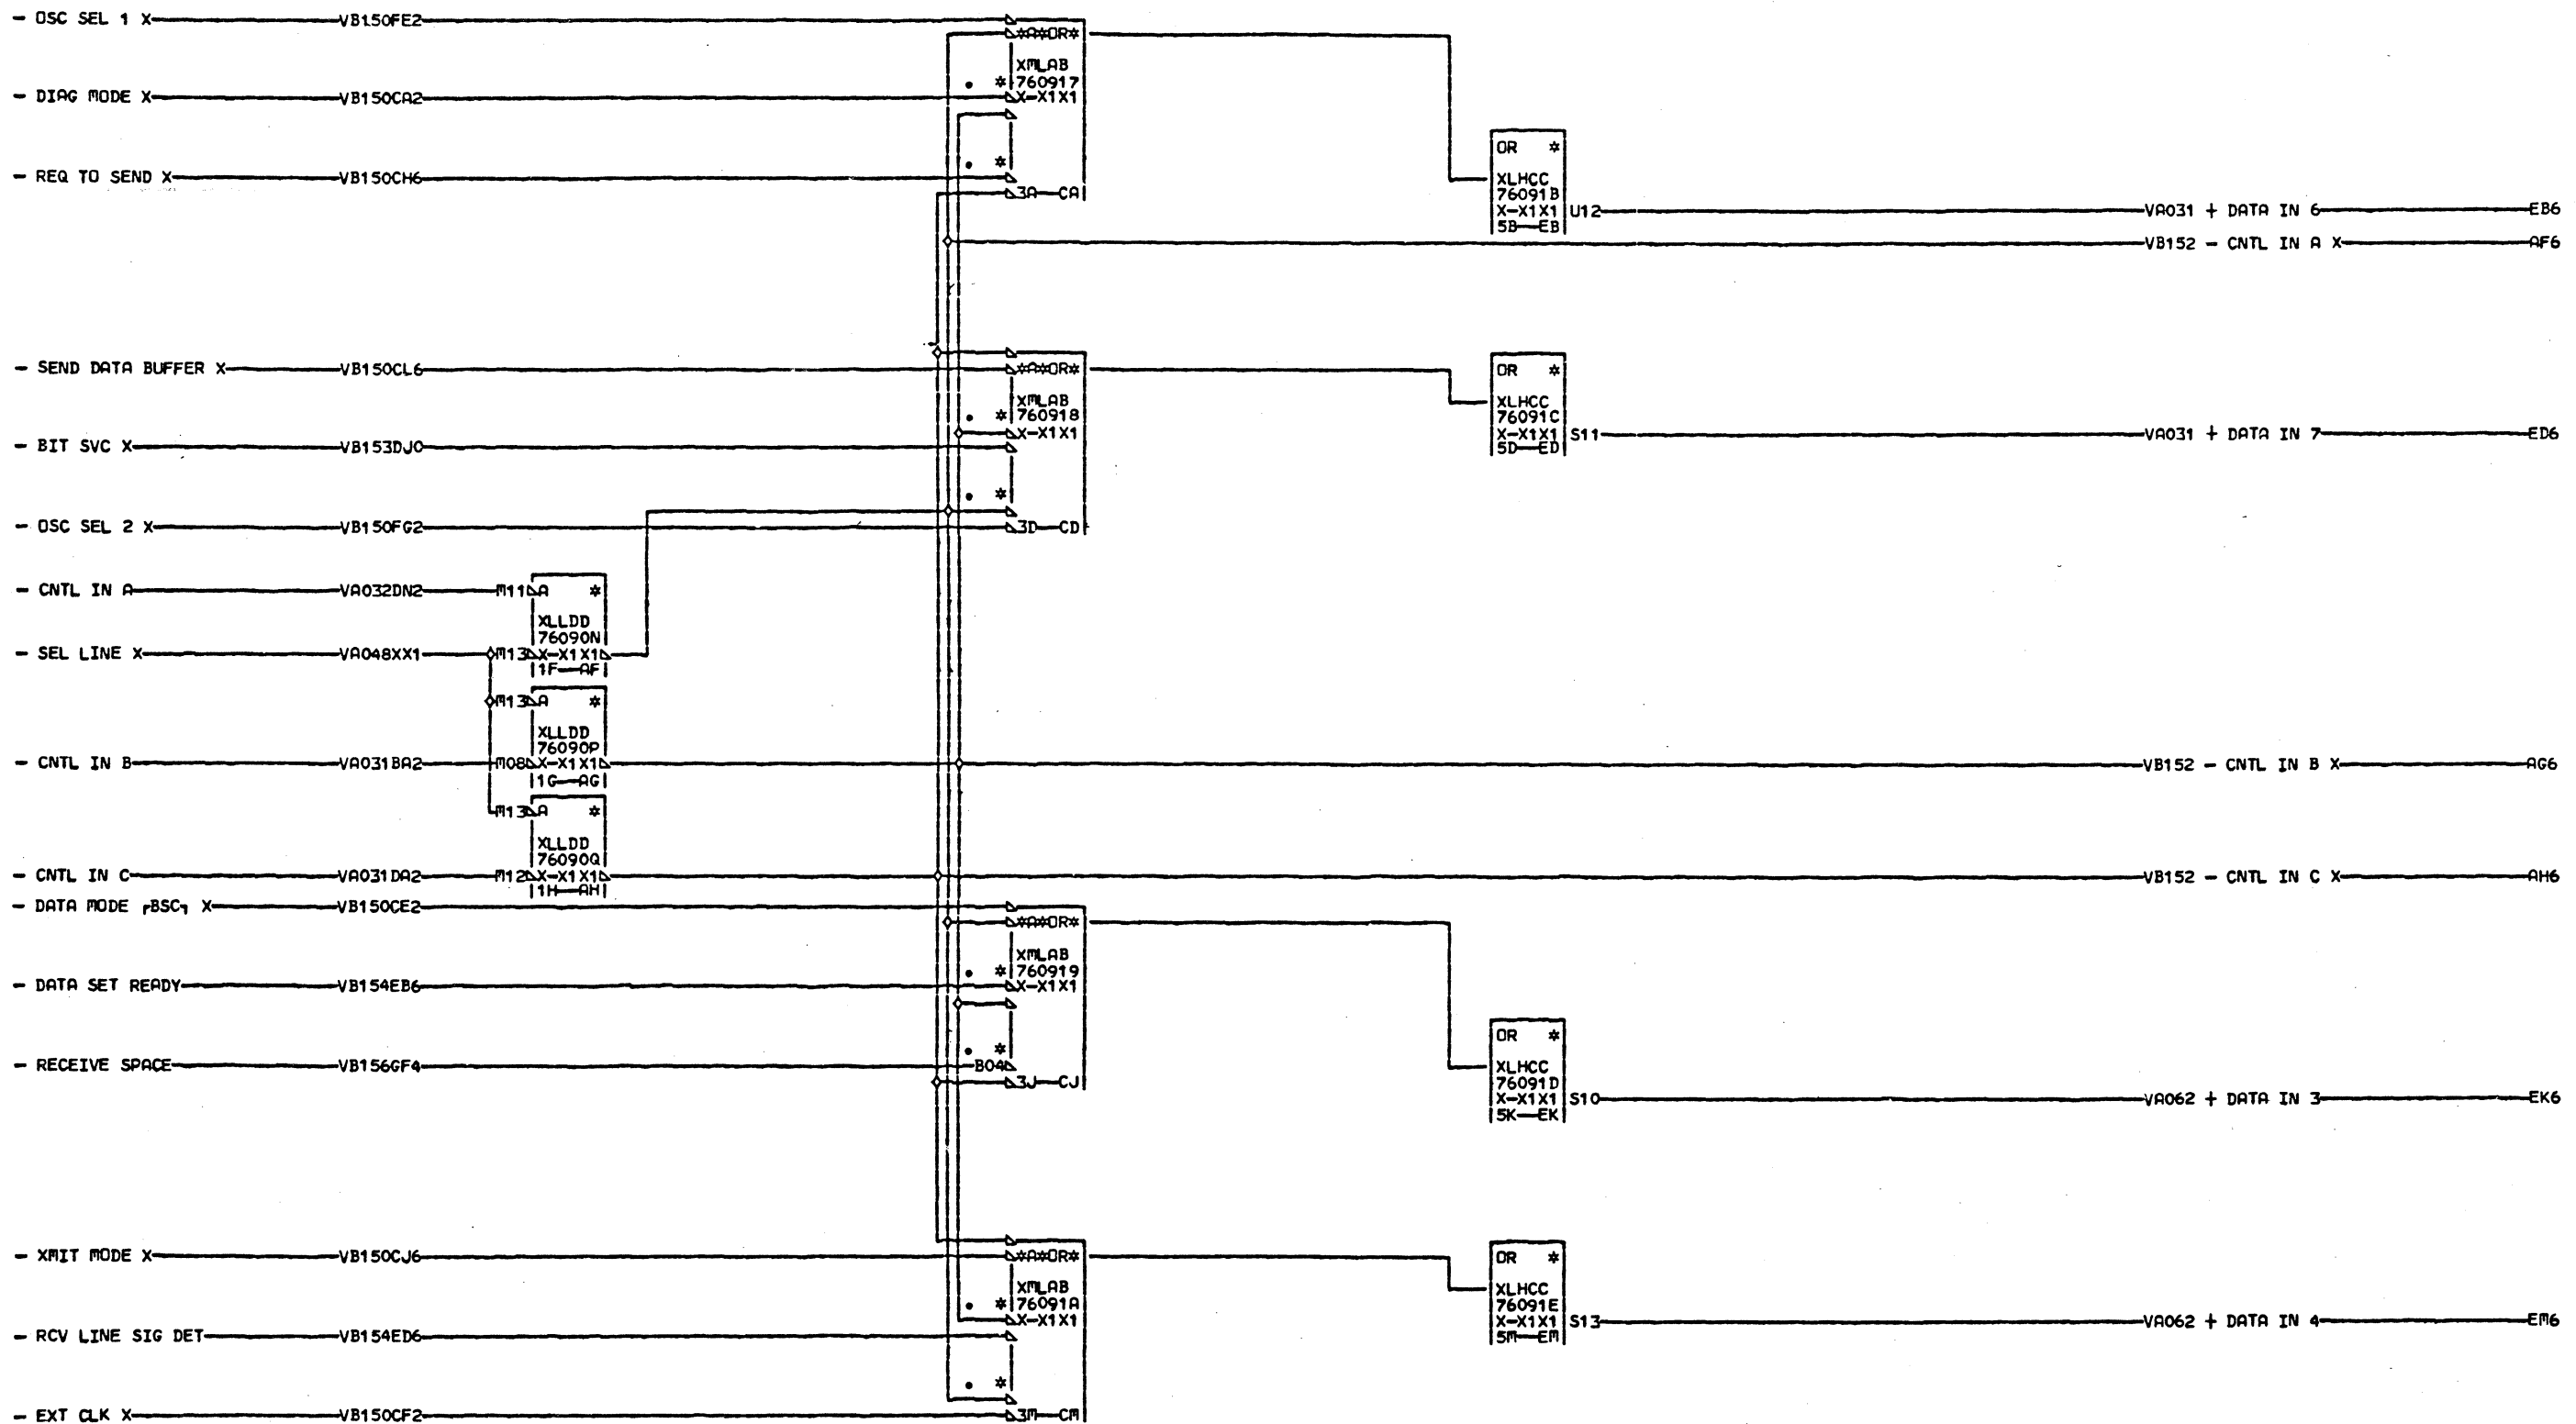 - OSC SEL 1 X VB150FE2
*A*OR*
XMLAB
* 760917
- DIAG MODE X VB150CA2 X-X1X1
*
- REQ TO SEND X VB150CH6
3A CA
OR *
XLHCC
76091B
X-X1X1 U12 VA031 + DATA IN 6 EB6
5B EB
VB152 - CNTL IN A X AF6
- SEND DATA BUFFER X VB150CL6 *A*OR*
XMLAB
* 760918
X-X1X1
OR *
XLHCC
76091C
X-X1X1 S11 VA031 + DATA IN 7 ED6
5D ED
- BIT SVC X VB153DJ0
*
- OSC SEL 2 X VB150FG2 3D CD
- CNTL IN A VA032DN2 M11 A *
XLLDD
76090N
- SEL LINE X VA048XX1 M13 X-X1X1
1F AF
M13 A *
XLLDD
76090P
- CNTL IN B VA031BA2 M08 X-X1X1 VB152 - CNTL IN B X AG6
1G AG
M13 A *
XLLDD
76090Q
- CNTL IN C VA031DA2 M12 X-X1X1 VB152 - CNTL IN C X AH6
1H AH
- DATA MODE ┌BSC┐ X VB150CE2
*A*OR*
XMLAB
* 760919
- DATA SET READY VB154EB6 X-X1X1
*
- RECEIVE SPACE VB156GF4 B04
3J CJ
OR *
XLHCC
76091D
X-X1X1 S10 VA062 + DATA IN 3 EK6
5K EK
- XMIT MODE X VB150CJ6 *A*OR*
XMLAB
* 76091A
X-X1X1
OR *
XLHCC
76091E
X-X1X1 S13 VA062 + DATA IN 4 EM6
5M EM
- RCV LINE SIG DET VB154ED6
*
- EXT CLK X VB150CF2 3M CM